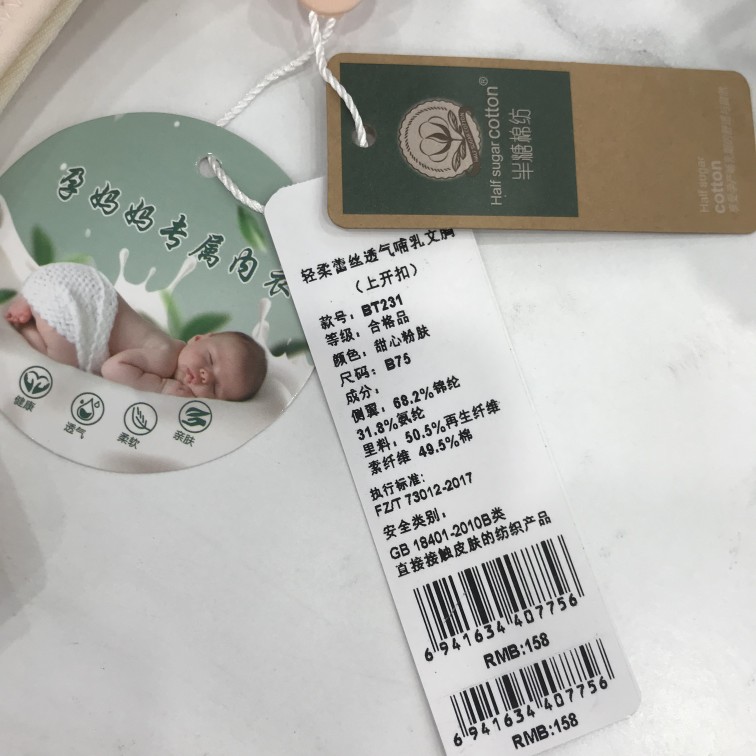 孕妈妈专属内衣
健康
透气
柔软
亲肤
Half sugar cotton®
半糖棉纺
Half sugar
cotton
轻柔蕾丝透气哺乳文胸
（上开扣）
款号：BT231
等级：合格品
颜色：甜心粉肤
尺码：B75
成分：
侧翼：68.2%锦纶
31.8%氨纶
里料：50.5%再生纤维
素纤维 49.5%棉
执行标准：
FZ/T 73012-2017
安全类别：
GB 18401-2010B类
直接接触皮肤的纺织产品
6 941634 407756
RMB:158
6 941634 407756
RMB:158